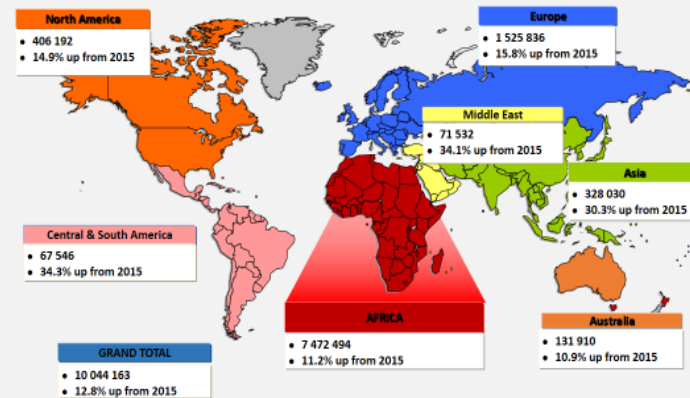 North America
• 406 192
• 14.9% up from 2015
Europe
• 1 525 836
• 15.8% up from 2015
Middle East
• 71 532
• 34.1% up from 2015
Asia
• 328 030
• 30.3% up from 2015
Central & South America
• 67 546
• 34.3% up from 2015
AFRICA
• 7 472 494
• 11.2% up from 2015
Australia
• 131 910
• 10.9% up from 2015
GRAND TOTAL
• 10 044 163
• 12.8% up from 2015